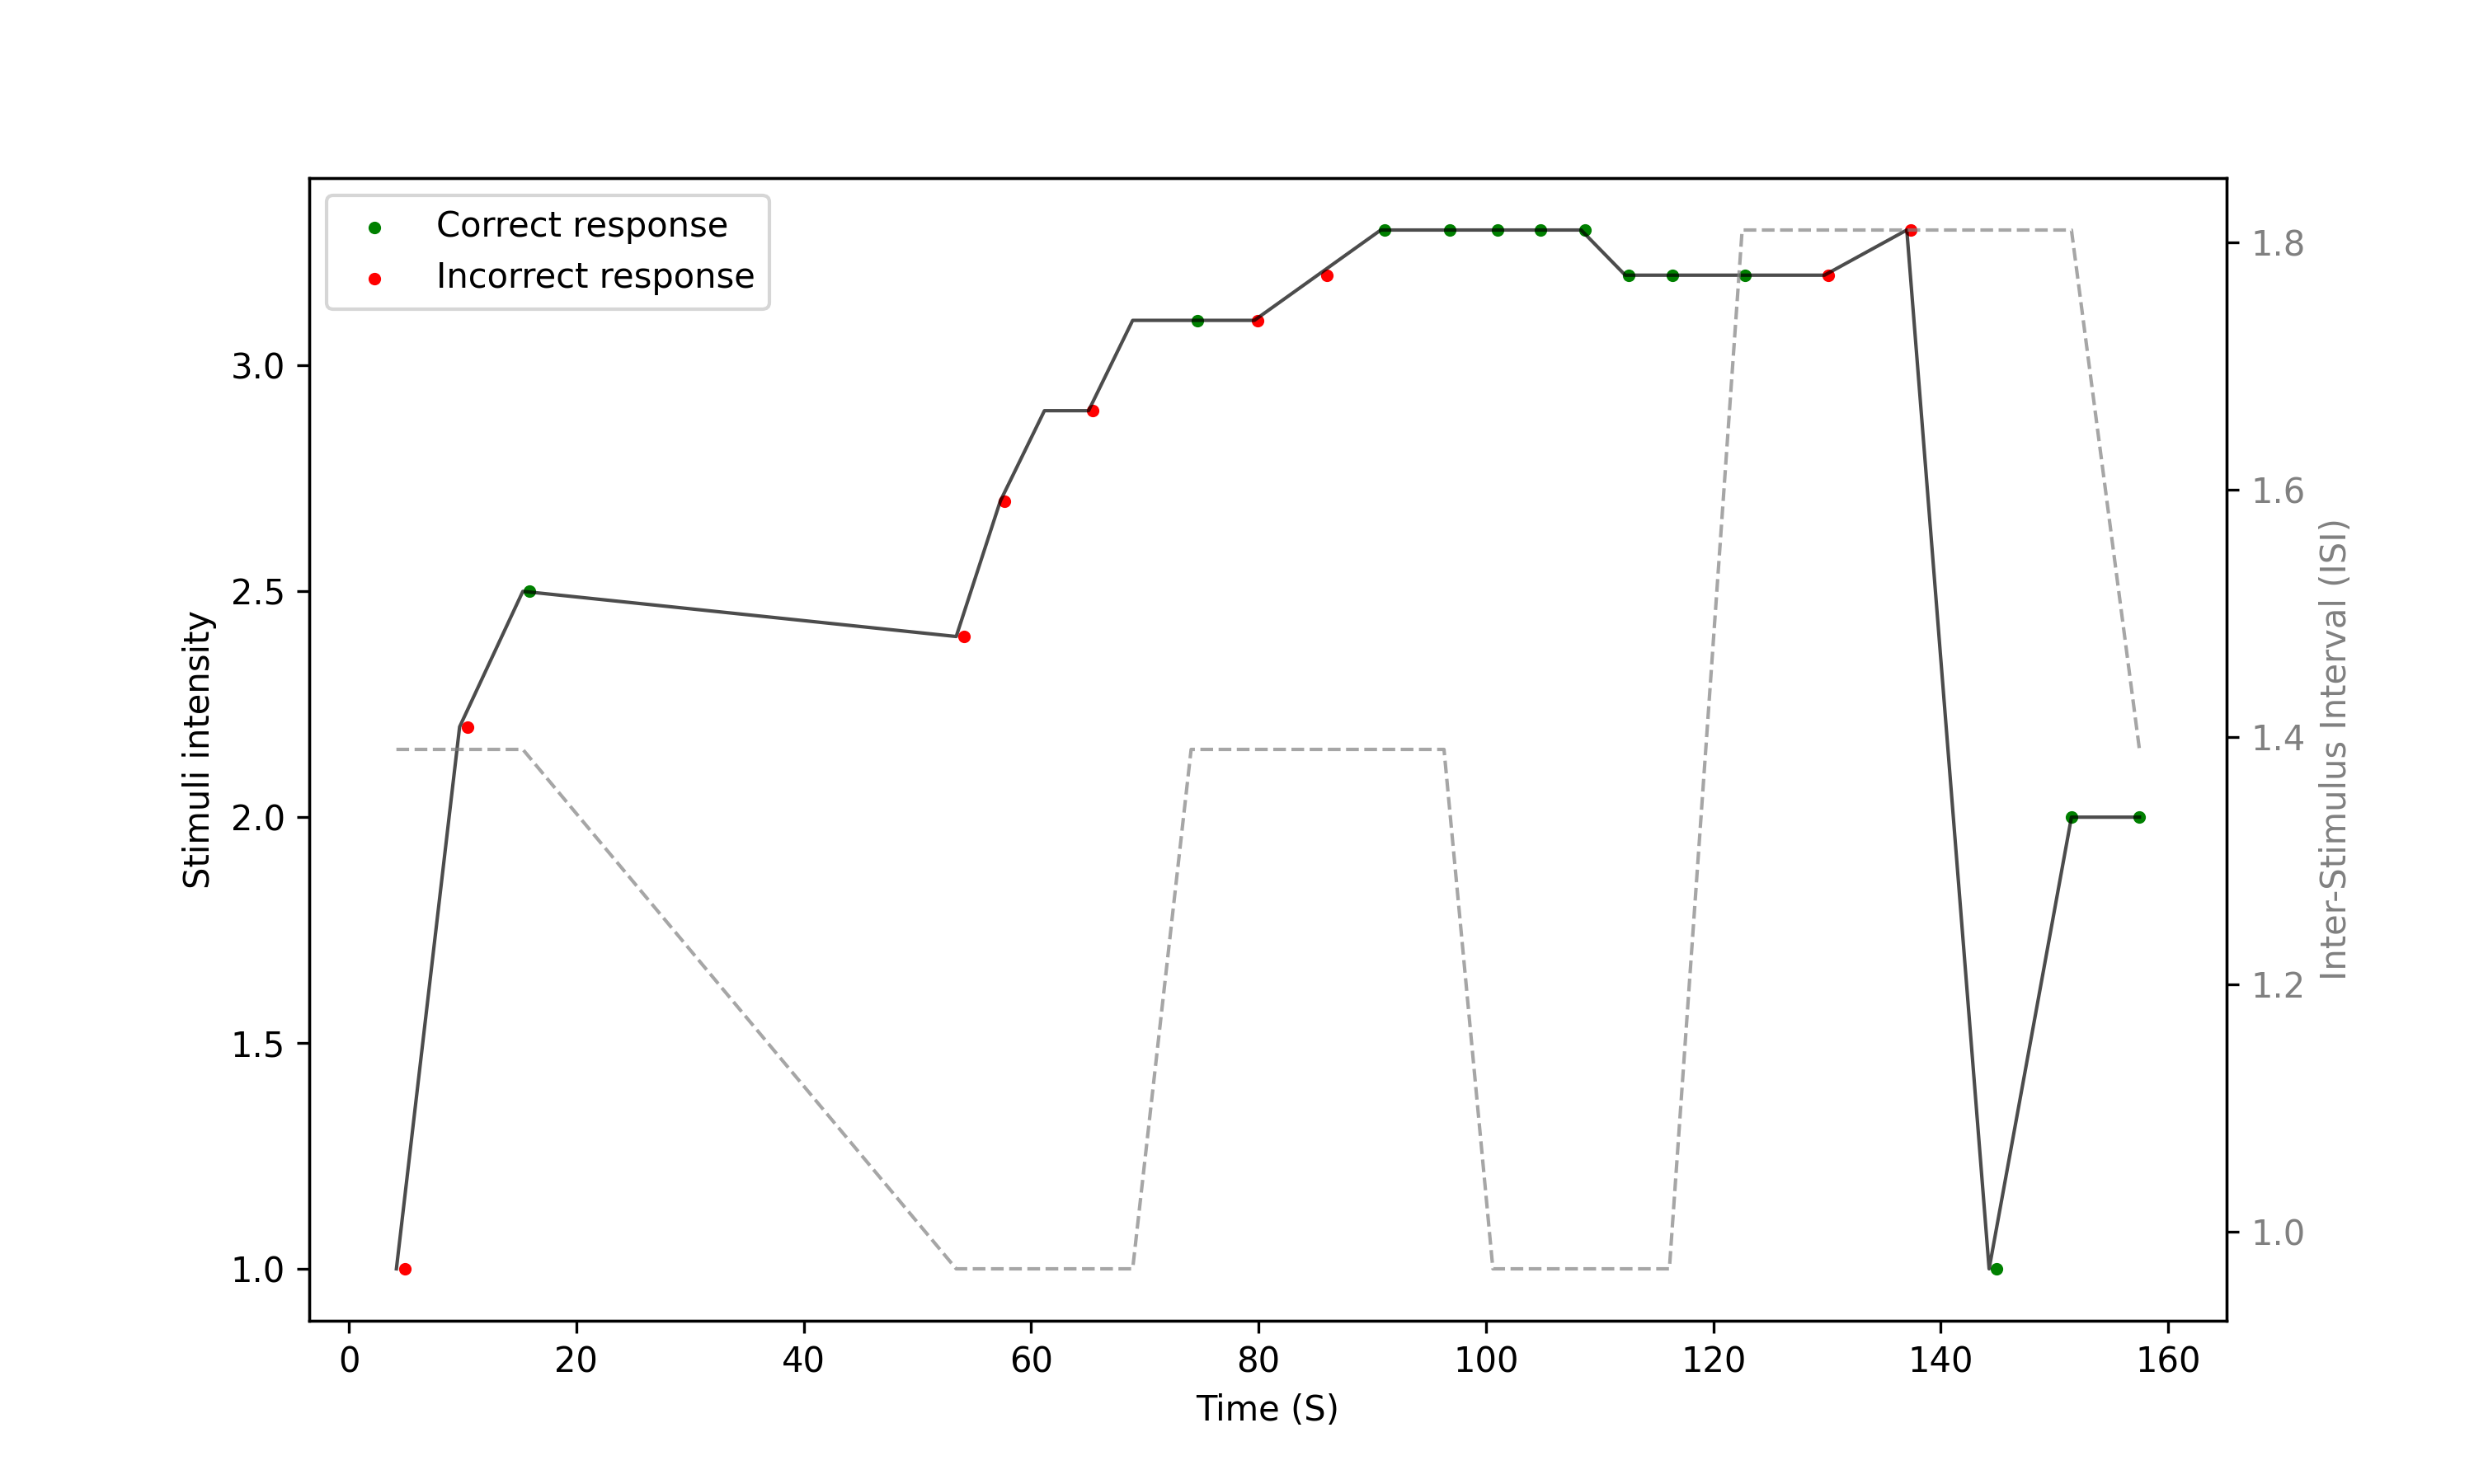 Correct response
Incorrect response
Stimuli intensity
3.0
2.5
2.0
1.5
1.0
0 20 40 60 80 100 120 140 160
Time (S)
1.8
1.6
1.4
1.2
1.0
Inter-Stimulus Interval (ISI)